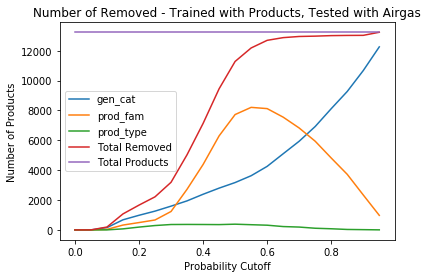 Number of Removed - Trained with Products, Tested with Airgas
Number of Products
12000
10000
8000
6000
4000
2000
0
gen_cat
prod_fam
prod_type
Total Removed
Total Products
0.0 0.2 0.4 0.6 0.8
Probability Cutoff